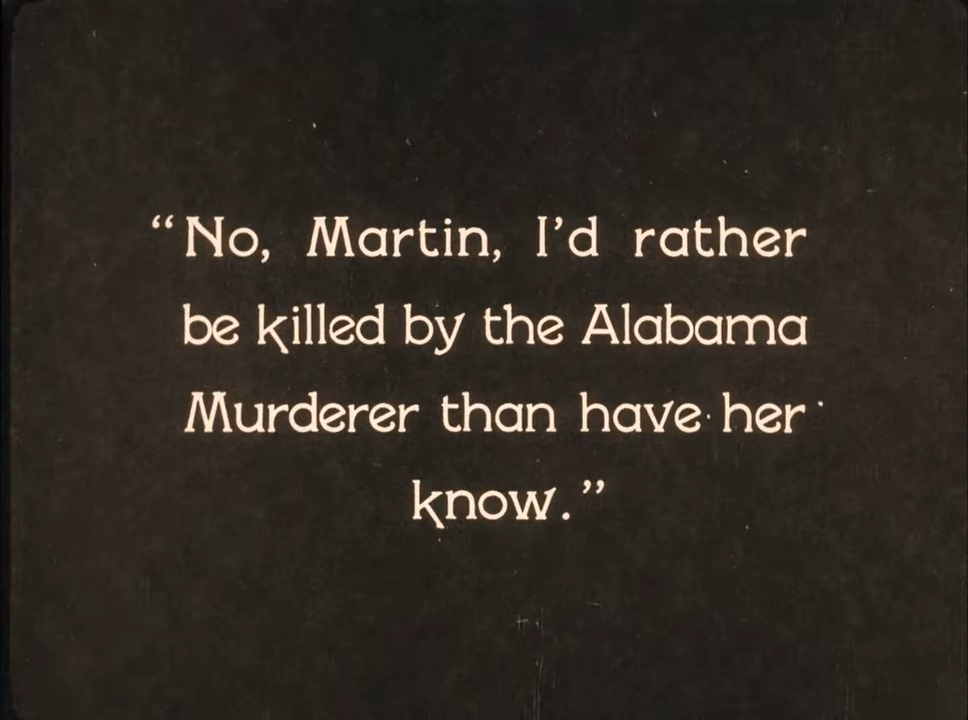 “No, Martin, I’d rather
be killed by the Alabama
Murderer than have her
know.”